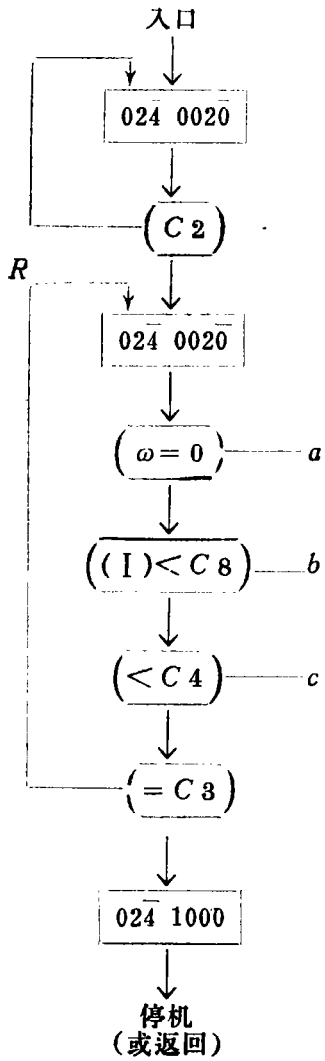 入口
024̄ 0020̄
(C 2)
R
024̄ 0020̄
(ω = 0) a
((I) < C 8) b
(< C 4) c
(= C 3)
024̄ 1000
停机
(或返回)